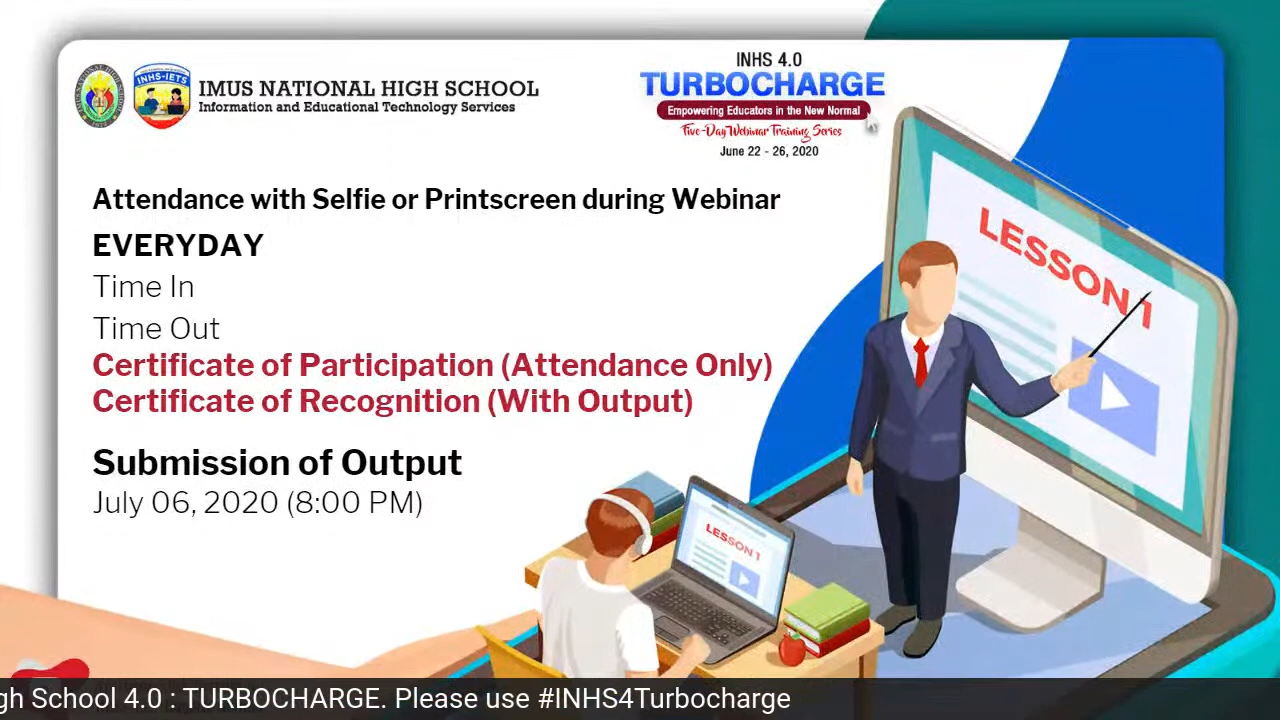 INHS-IETS
IMUS NATIONAL HIGH SCHOOL
Information and Educational Technology Services
INHS 4.0
TURBOCHARGE
Empowering Educators in the New Normal
Five-Day Webinar Training Series
June 22 - 26, 2020
Attendance with Selfie or Printscreen during Webinar
EVERYDAY
Time In
Time Out
Certificate of Participation (Attendance Only)
Certificate of Recognition (With Output)
Submission of Output
July 06, 2020 (8:00 PM)
LESSON 1
LESSON 1
gh School 4.0 : TURBOCHARGE. Please use #INHS4Turbocharge